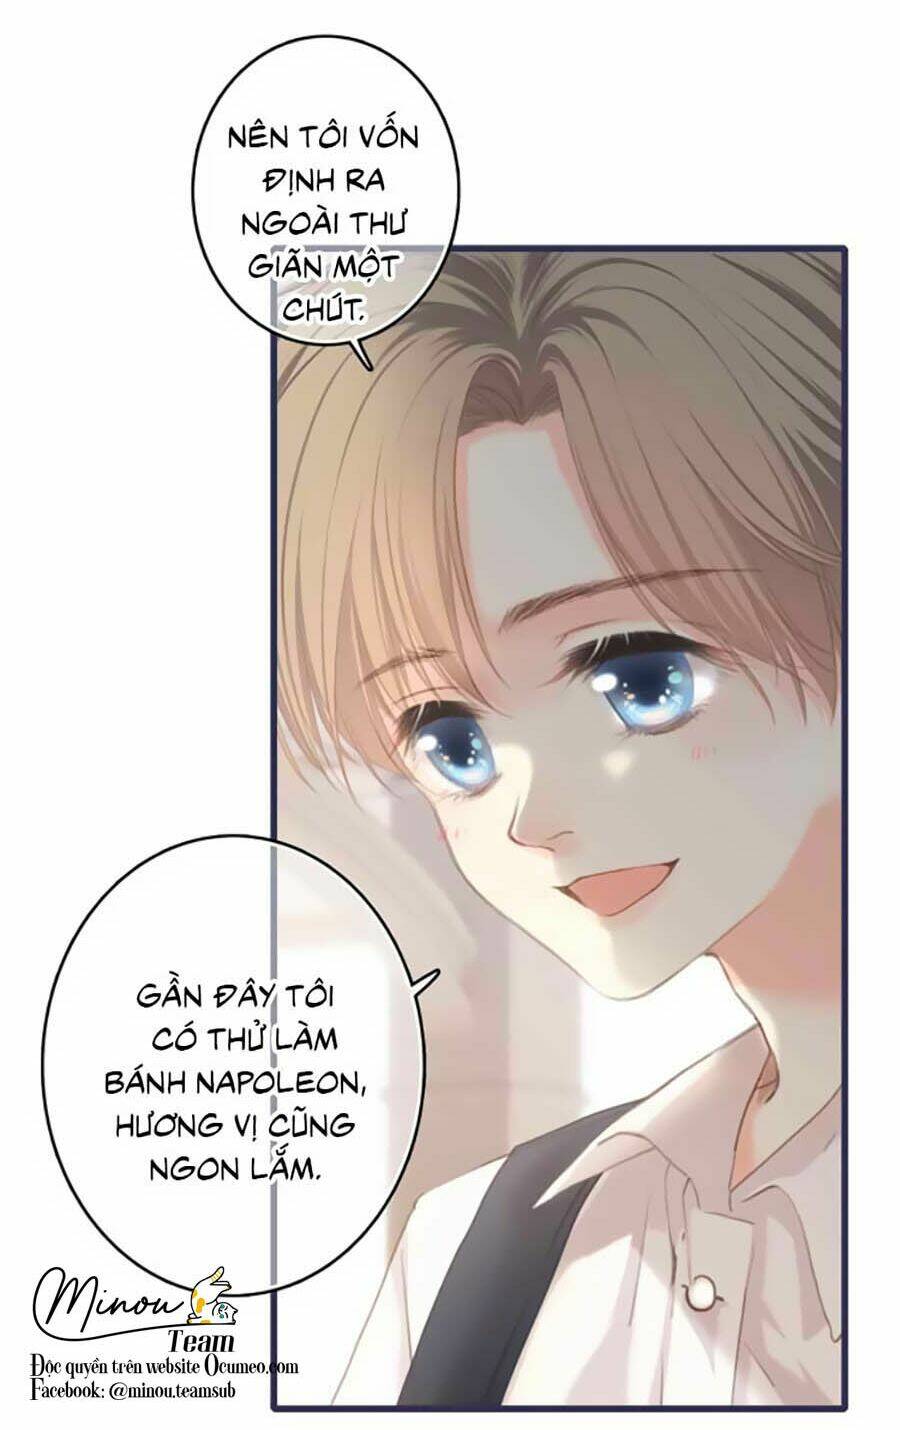 NÊN TÔI VỐN
ĐỊNH RA
NGOÀI THƯ
GIÃN MỘT
CHÚT.
GẦN ĐÂY TÔI
CÓ THỬ LÀM
BÁNH NAPOLEON,
HƯƠNG VỊ CŨNG
NGON LẮM.
Minou
Team
Độc quyền trên website Ocumeo.com
Facebook: @minou.teamsub